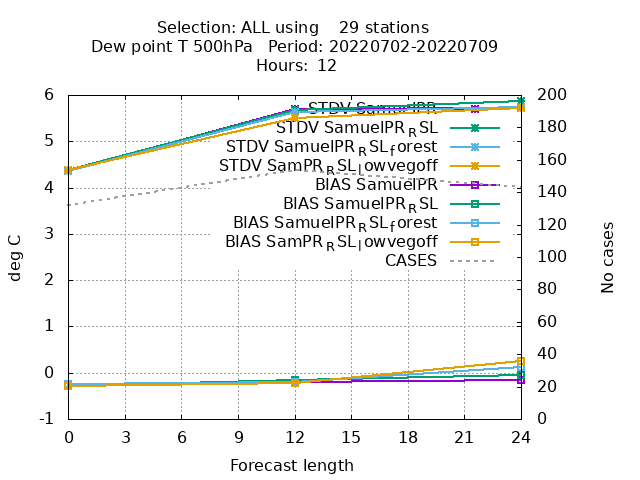 Selection: ALL using    29 stations
Dew point T 500hPa   Period: 20220702-20220709
Hours: 12
6
5
4
3
2
1
0
-1
deg C
200
180
160
140
120
100
80
60
40
20
0
No cases
STDV SamuelPR
STDV SamuelPR_RSL
STDV SamuelPR_RSL_forest
STDV SamPR_RSL_lowvegoff
BIAS SamuelPR
BIAS SamuelPR_RSL
BIAS SamuelPR_RSL_forest
BIAS SamPR_RSL_lowvegoff
CASES
0 3 6 9 12 15 18 21 24
Forecast length